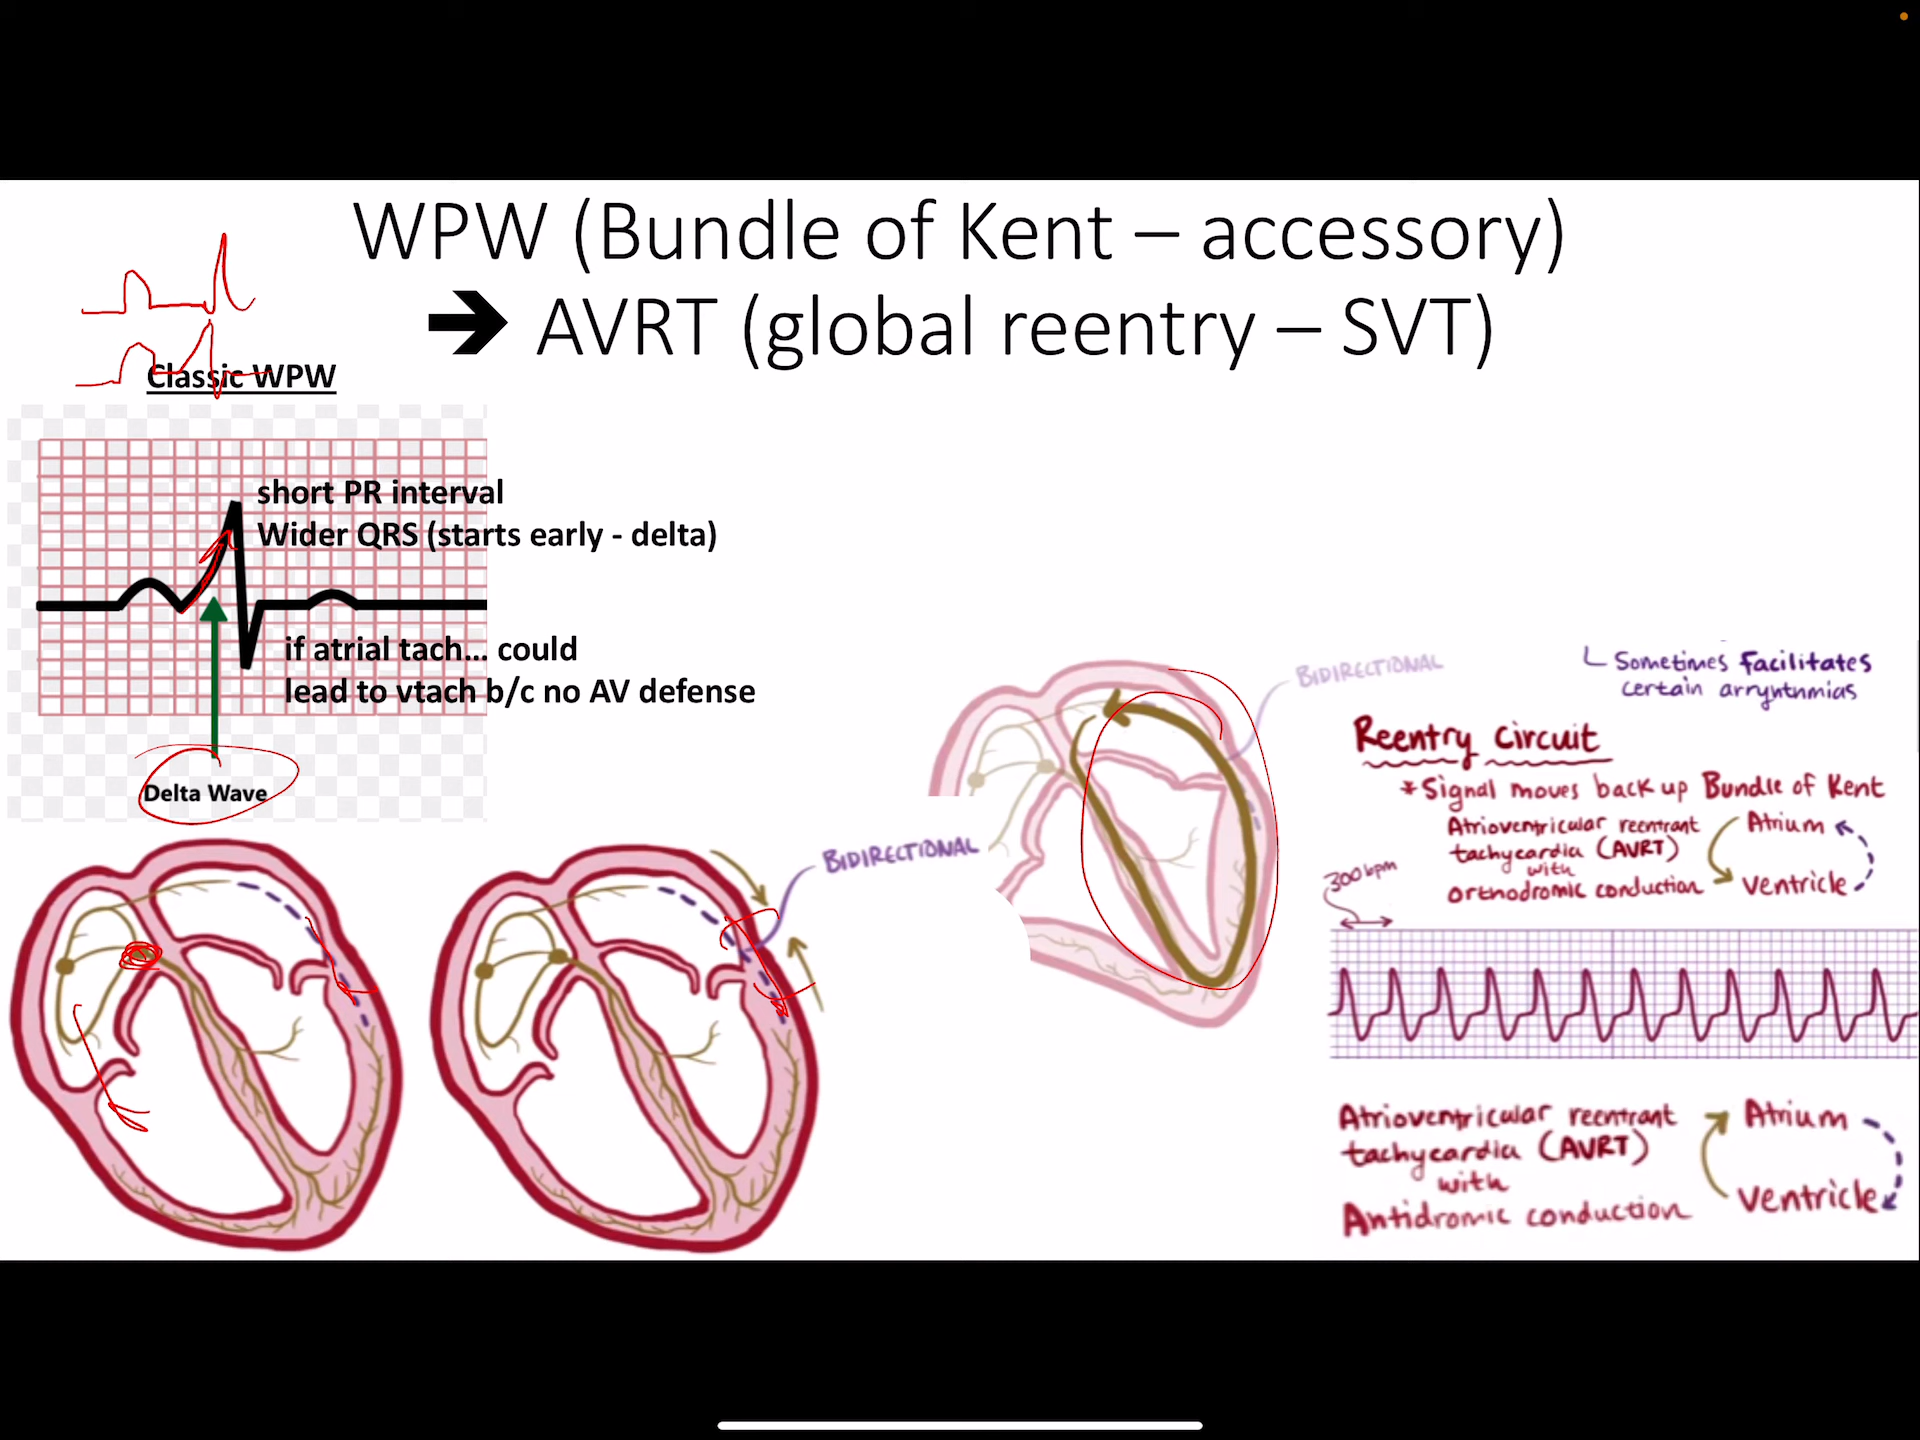 WPW (Bundle of Kent – accessory)
➔ AVRT (global reentry – SVT)
Classic WPW
short PR interval
Wider QRS (starts early - delta)
if atrial tach... could
lead to vtach b/c no AV defense
Delta Wave
BIDIRECTIONAL
BIDIRECTIONAL
Sometimes Facilitates
certain arryhthmias
Reentry Circuit
* Signal moves back up Bundle of Kent
Atrioventricular reentrant
tachycardia (AVRT)
with
orthodromic conduction
Atrium
Ventricle
300 bpm
Atrioventricular reentrant
tachycardia (AVRT)
with
Antidromic conduction
Atrium
Ventricle